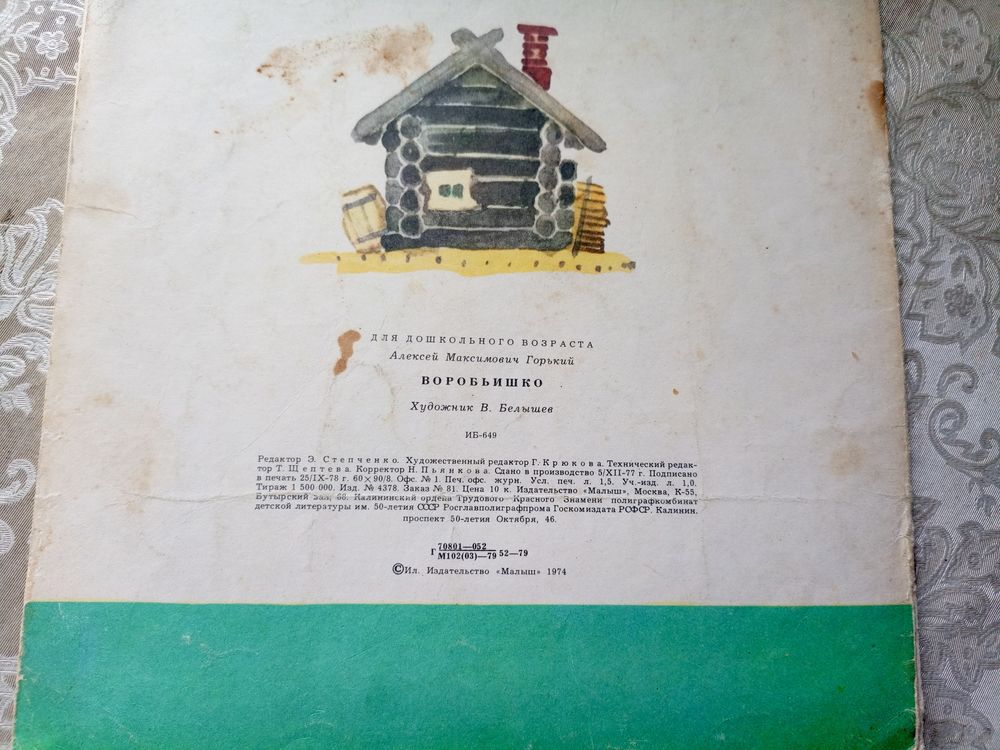 ДЛЯ ДОШКОЛЬНОГО ВОЗРАСТА
Алексей Максимович Горький
ВОРОБЬИШКО
Художник В. Белышев
ИБ-649
Редактор Э. Степченко. Художественный редактор Г. Крюкова. Технический редак-
тор Т. Щептева. Корректор Н. Пьянкова. Сдано в производство 5/XII-77 г. Подписано
в печать 25/IX-78 г. 60×90/8. Офс. № 1. Печ. офс. журн. Усл. печ. л. 1,5. Уч.-изд. л. 1,0.
Тираж 1 500 000. Изд. № 4378. Заказ № 81. Цена 10 к. Издательство «Малыш», Москва, К-55,
Бутырский вал, 68. Калининский ордена Трудового Красного Знамени полиграфкомбинат
детской литературы им. 50-летия СССР Росглавполиграфпрома Госкомиздата РСФСР. Калинин.
проспект 50-летия Октября, 46.
Г 70801—052 52—79
М102(03)—79
©Ил. Издательство «Малыш» 1974